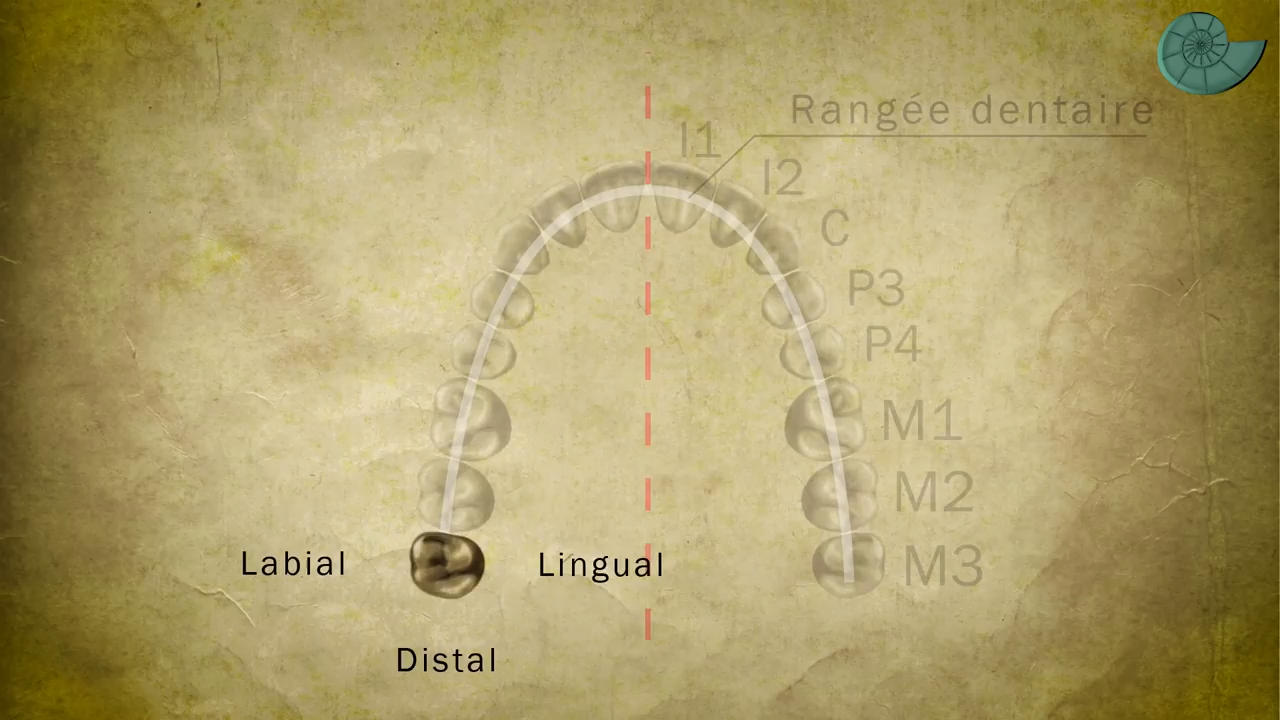 Rangée dentaire
I1
I2
C
P3
P4
M1
M2
M3
Labial
Lingual
Distal